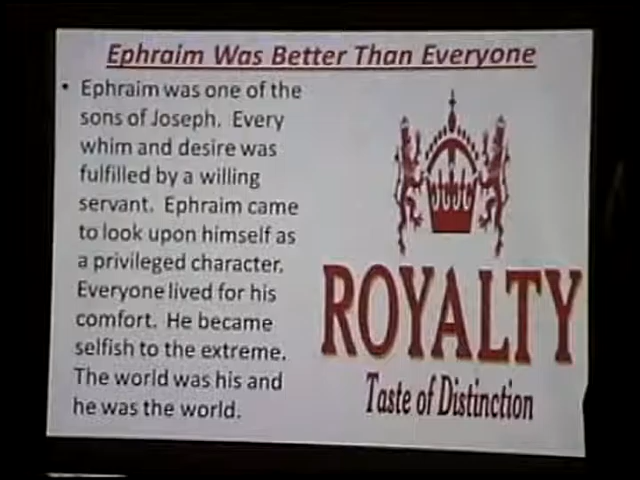 Ephraim Was Better Than Everyone
• Ephraim was one of the
sons of Joseph. Every
whim and desire was
fulfilled by a willing
servant. Ephraim came
to look upon himself as
a privileged character.
Everyone lived for his
comfort. He became
selfish to the extreme.
The world was his and
he was the world.
ROYALTY
Taste of Distinction